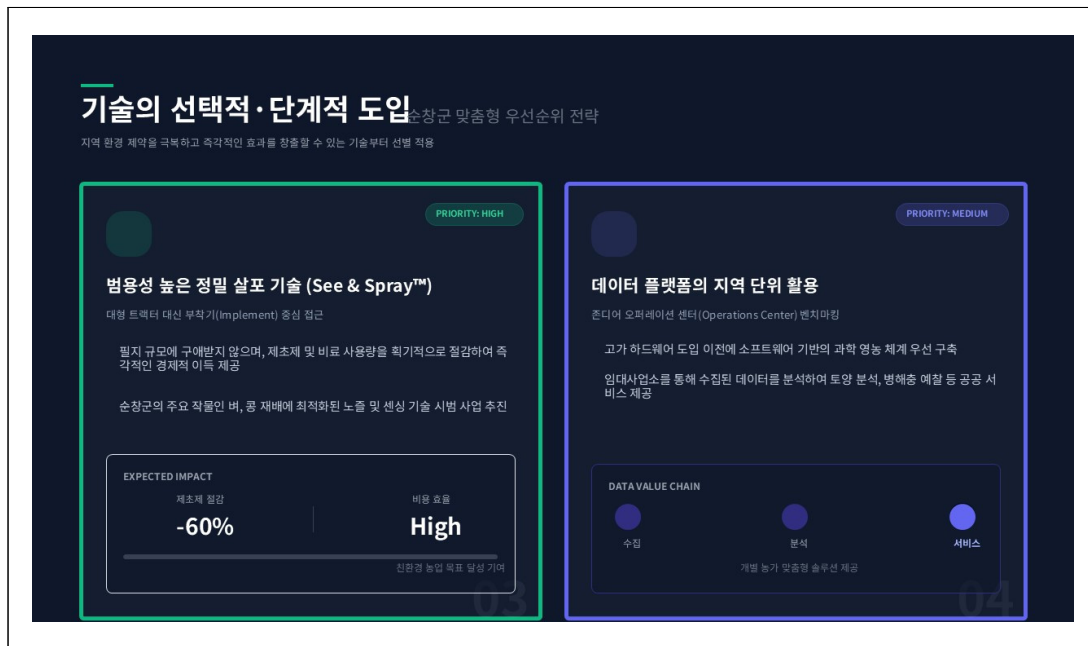 기술의 선택적·단계적 도입 순창군 맞춤형 우선순위 전략
지역 환경 제약을 극복하고 즉각적인 효과를 창출할 수 있는 기술부터 선별 적용
PRIORITY: HIGH
범용성 높은 정밀 살포 기술 (See & Spray™)
대형 트랙터 대신 부착기(Implement) 중심 접근
필지 규모에 구애받지 않으며, 제초제 및 비료 사용량을 획기적으로 절감하여 즉
각적인 경제적 이득 제공
순창군의 주요 작물인 벼, 콩 재배에 최적화된 노즐 및 센싱 기술 시범 사업 추진
EXPECTED IMPACT
제초제 절감
-60%
비용 효율
High
친환경 농업 목표 달성 기여
03
PRIORITY: MEDIUM
데이터 플랫폼의 지역 단위 활용
존디어 오퍼레이션 센터(Operations Center) 벤치마킹
고가 하드웨어 도입 이전에 소프트웨어 기반의 과학 영농 체계 우선 구축
임대사업소를 통해 수집된 데이터를 분석하여 토양 분석, 병해충 예찰 등 공공 서
비스 제공
DATA VALUE CHAIN
수집
분석
서비스
개별 농가 맞춤형 솔루션 제공
04